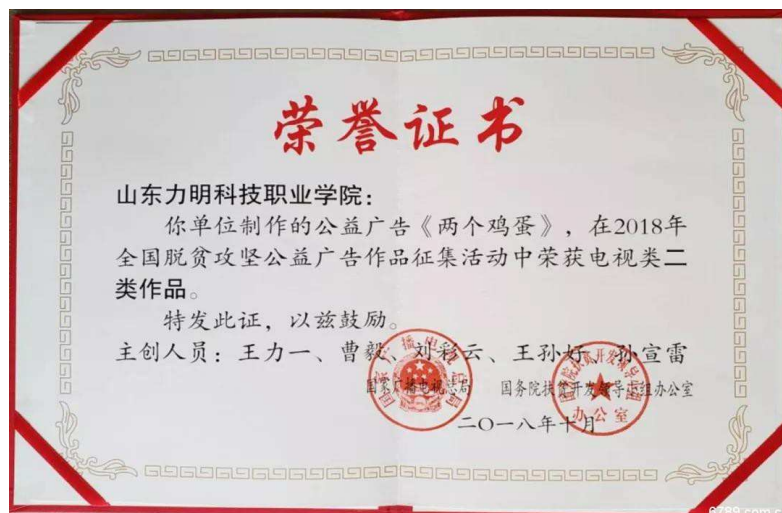 荣誉证书
山东力明科技职业学院：
你单位制作的公益广告《两个鸡蛋》，在2018年
全国脱贫攻坚公益广告作品征集活动中荣获电视类二
类作品。
特发此证，以兹鼓励。
主创人员：王力一、曹毅、刘彩云、王孙好、孙宣雷
国家广播电视总局 国务院扶贫开发领导小组办公室
二〇一八年十月